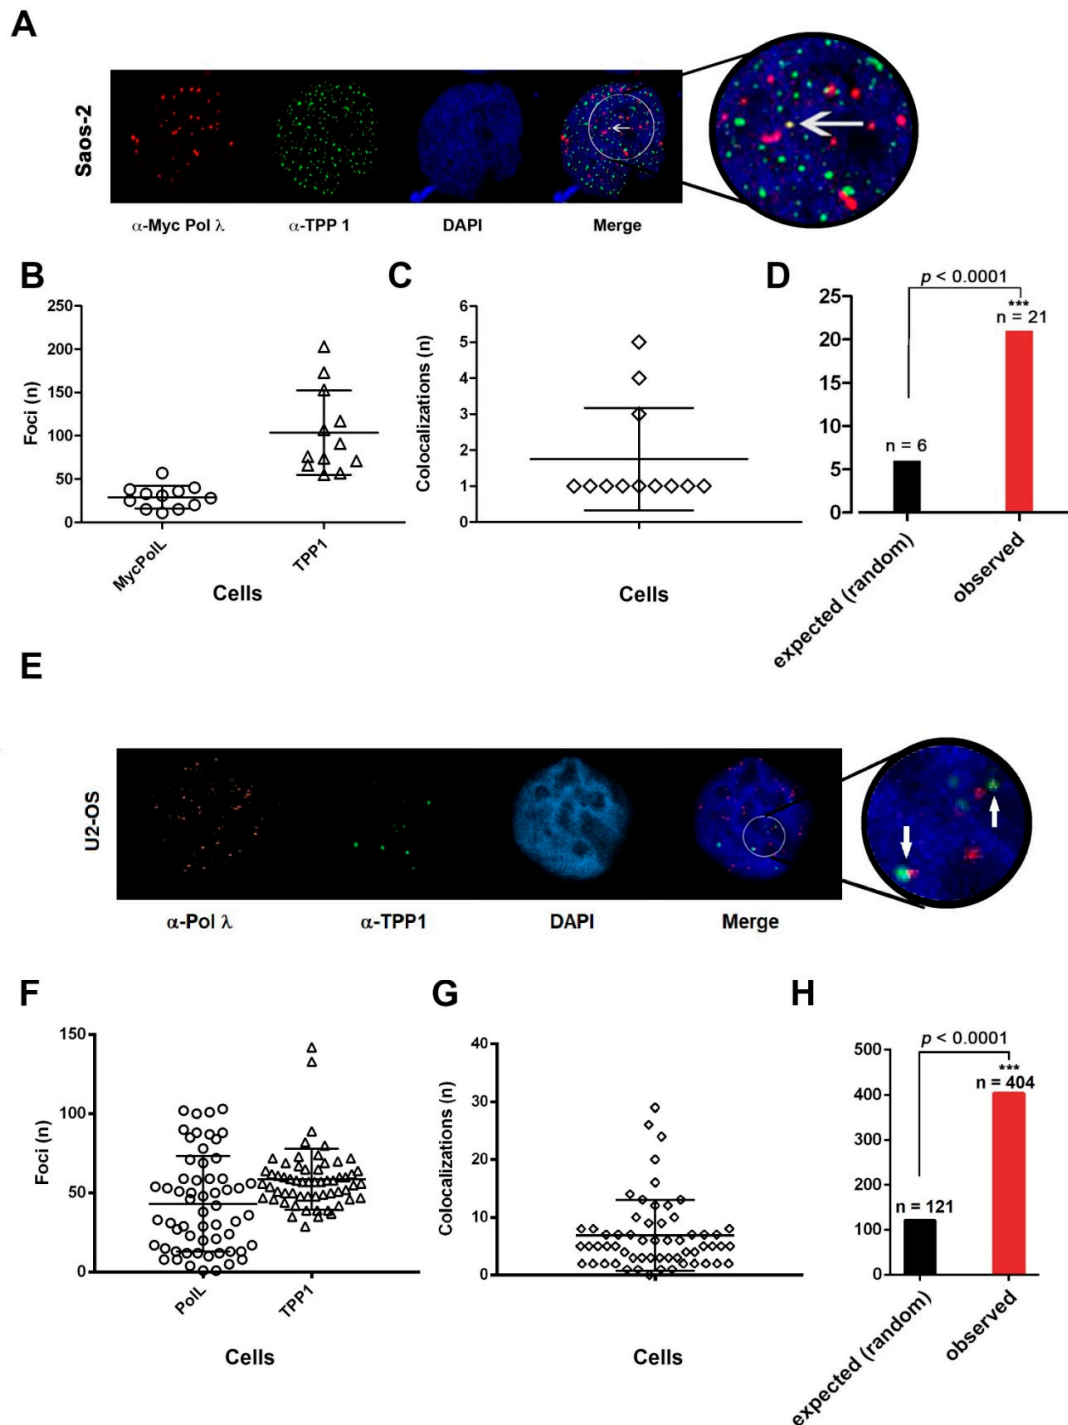 A
Saos-2
α-Myc Pol λ
α-TPP 1
DAPI
Merge
B
Foci (n)
250
200
150
100
50
0
MycPolL
TPP1
Cells
C
Colocalizations (n)
6
5
4
3
2
1
0
Cells
D
p < 0.0001
***
n = 21
n = 6
25
20
15
10
5
0
expected (random)
observed
E
U2-OS
α-Pol λ
α-TPP1
DAPI
Merge
F
Foci (n)
150
100
50
0
PolL
TPP1
Cells
G
Colocalizations (n)
40
30
20
10
0
Cells
H
p < 0.0001
***
n = 404
n = 121
500
400
300
200
100
0
expected (random)
observed